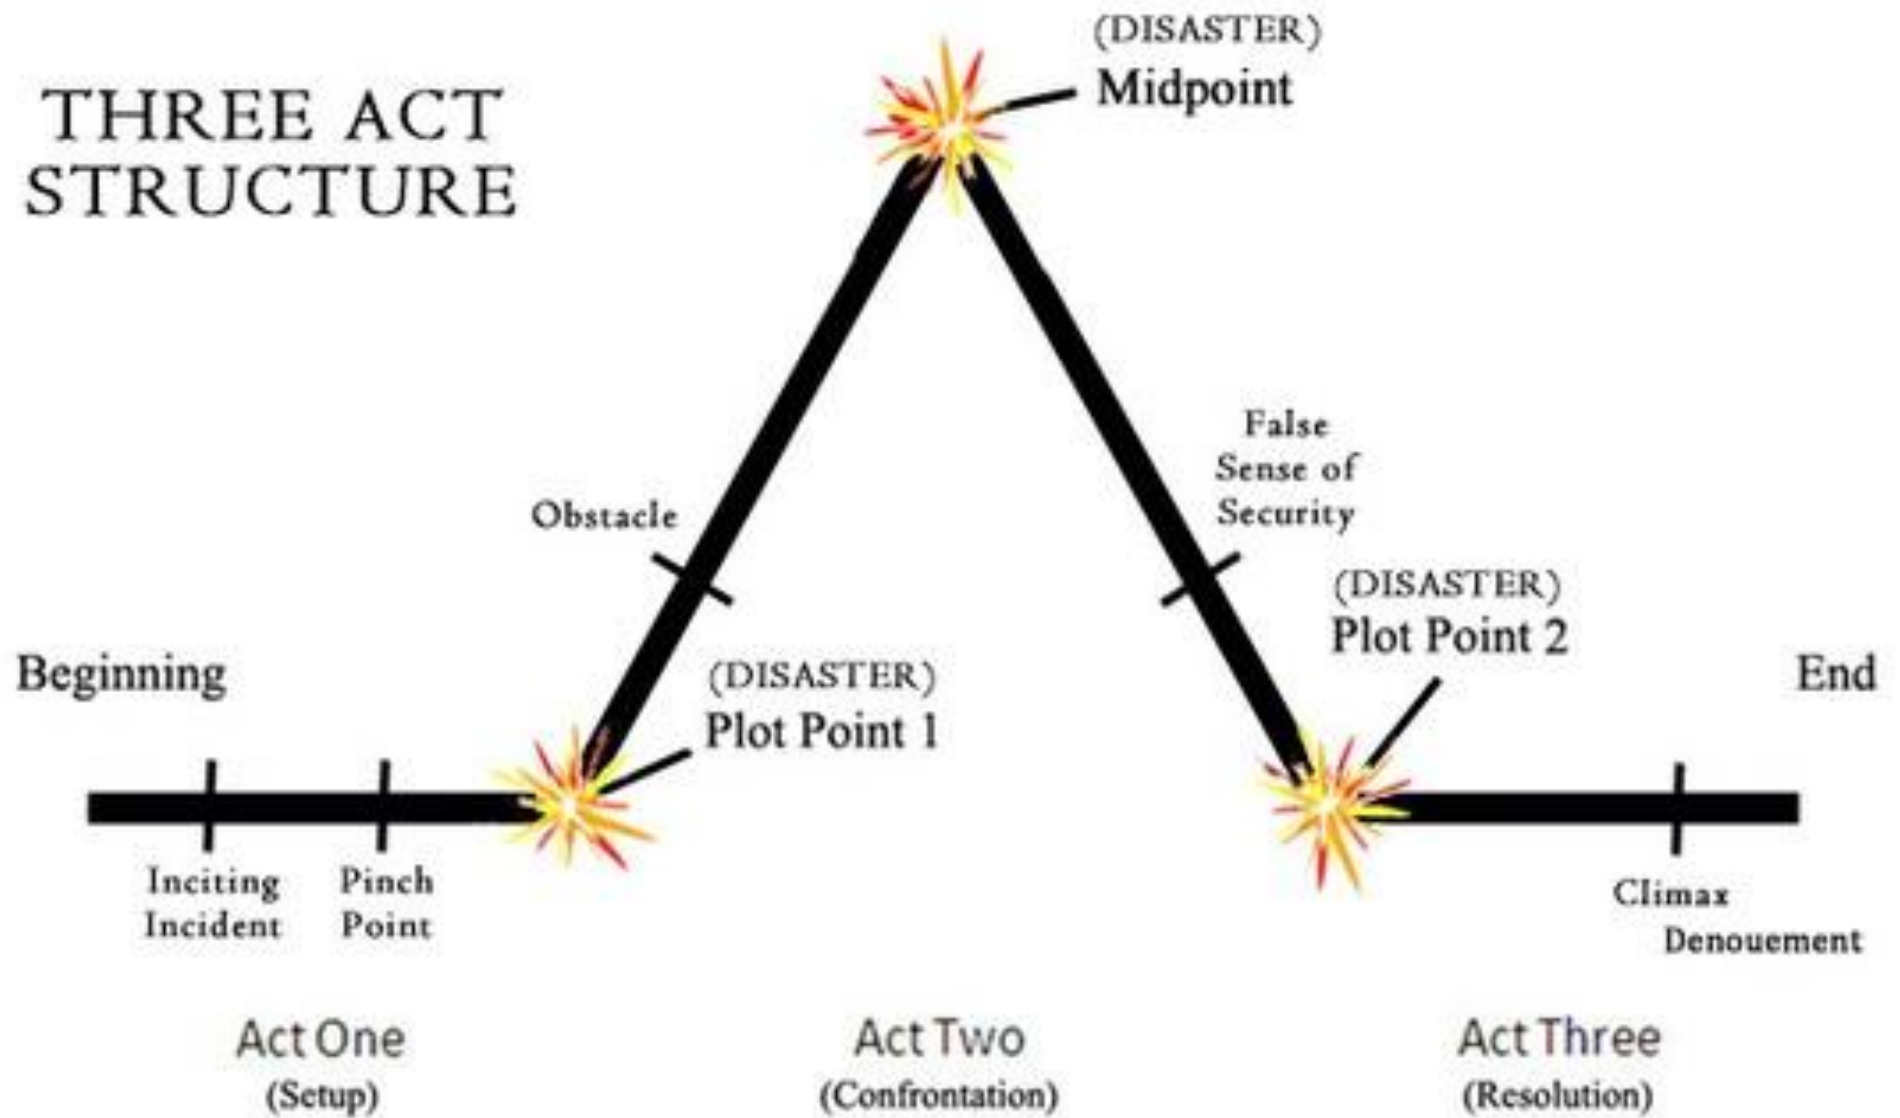 THREE ACT
STRUCTURE
(DISASTER)
Midpoint
Obstacle
False
Sense of
Security
(DISASTER)
Plot Point 1
(DISASTER)
Plot Point 2
Beginning
End
Inciting
Incident
Pinch
Point
Climax
Denouement
Act One
(Setup)
Act Two
(Confrontation)
Act Three
(Resolution)